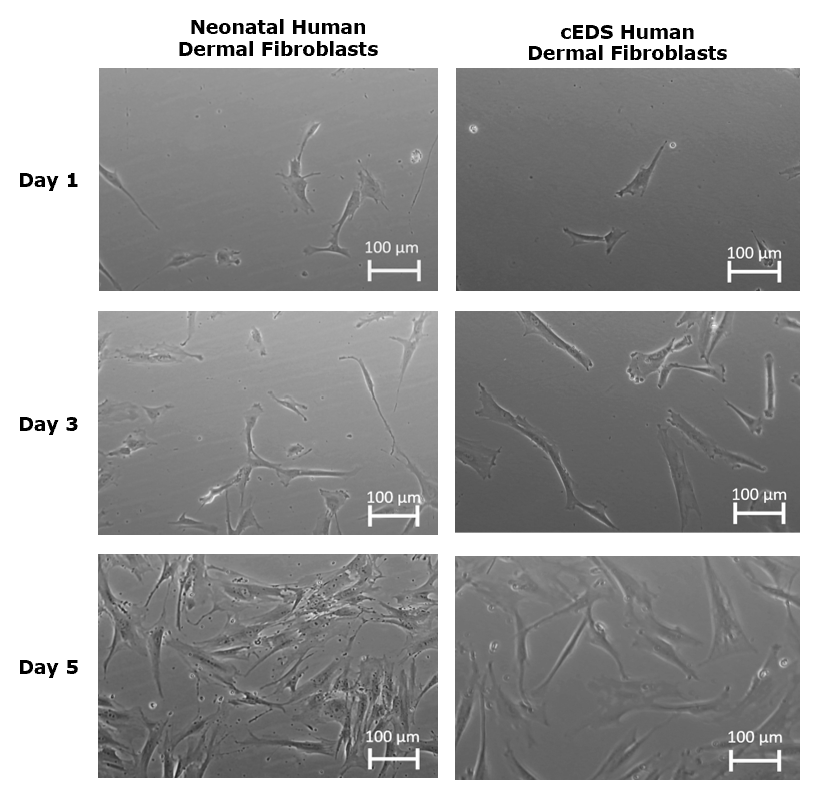 Neonatal Human
Dermal Fibroblasts
cEDS Human
Dermal Fibroblasts
Day 1
100 µm
100 µm
Day 3
100 µm
100 µm
Day 5
100 µm
100 µm